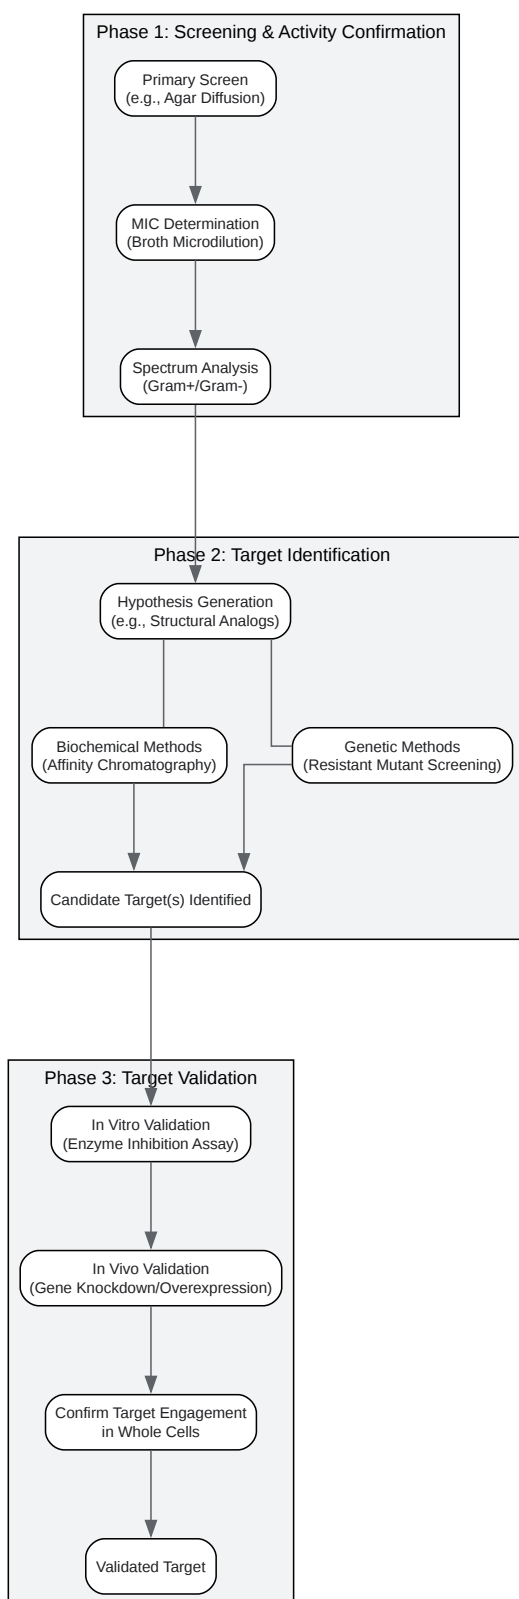 Phase 1: Screening & Activity Confirmation
Primary Screen
(e.g., Agar Diffusion)
MIC Determination
(Broth Microdilution)
Spectrum Analysis
(Gram+/Gram-)
Phase 2: Target Identification
Hypothesis Generation
(e.g., Structural Analogs)
Biochemical Methods
(Affinity Chromatography)
Genetic Methods
(Resistant Mutant Screening)
Candidate Target(s) Identified
Phase 3: Target Validation
In Vitro Validation
(Enzyme Inhibition Assay)
In Vivo Validation
(Gene Knockdown/Overexpression)
Confirm Target Engagement
in Whole Cells
Validated Target